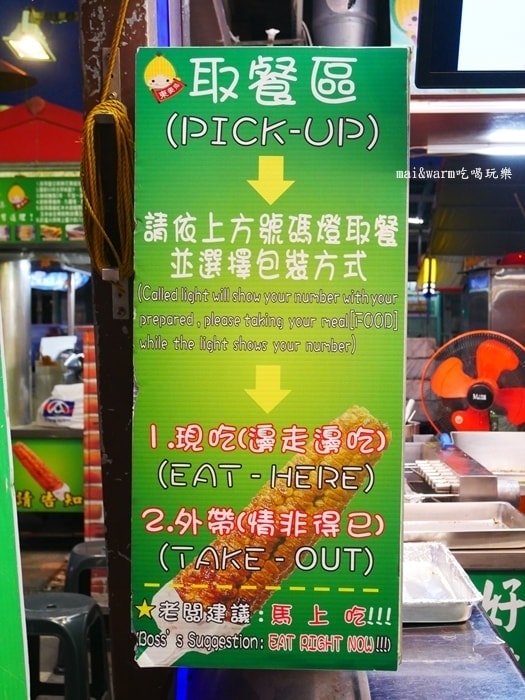 取餐區
(PICK-UP)
mai&warm吃喝玩樂
請依上方號碼燈取餐
並選擇包裝方式
(Called light will show your number with your
prepared , please taking your meal[FOOD]
while the light shows your number)
1.現吃(邊走邊吃)
(EAT - HERE)
2.外帶(情非得已)
(TAKE - OUT)
老闆建議：馬上吃!!!
(Boss's Suggestion: EAT RIGHT NOW!!!)
好